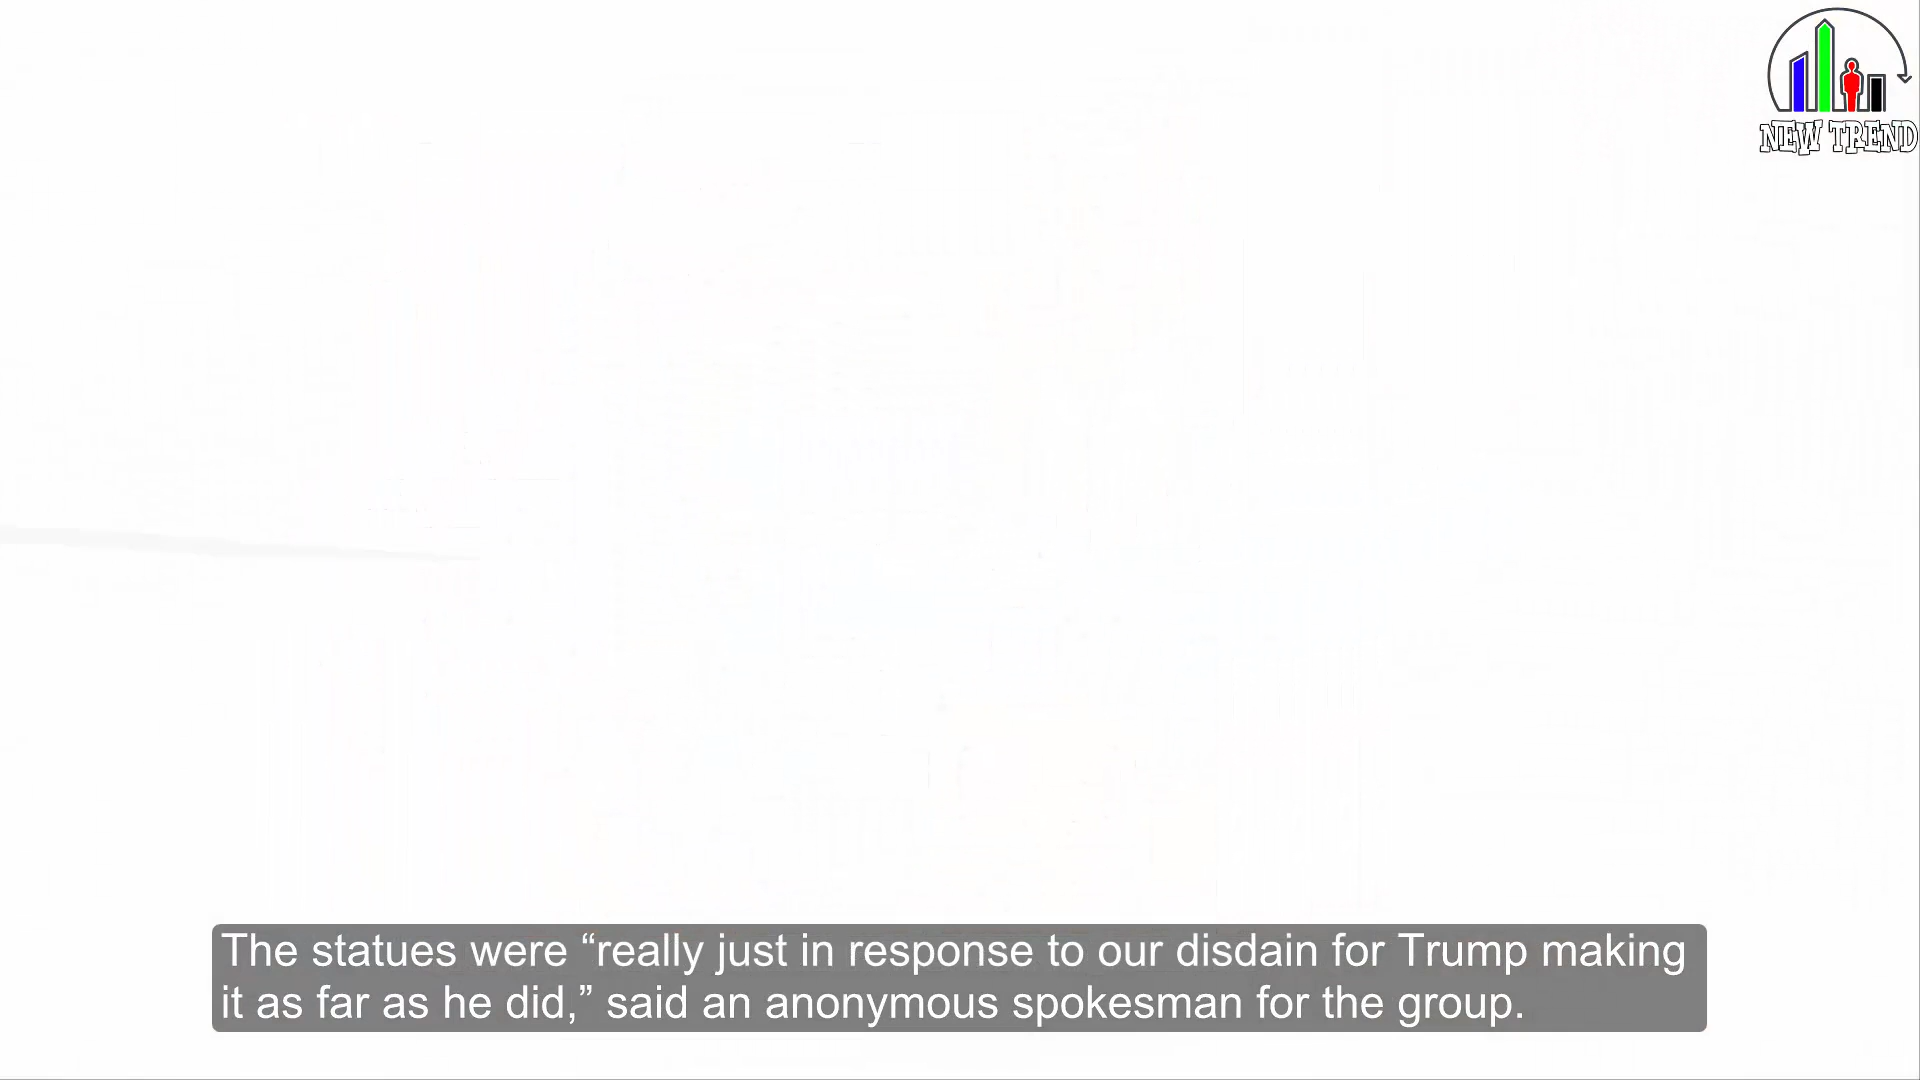 NEW TREND
The statues were “really just in response to our disdain for Trump making
it as far as he did,” said an anonymous spokesman for the group.